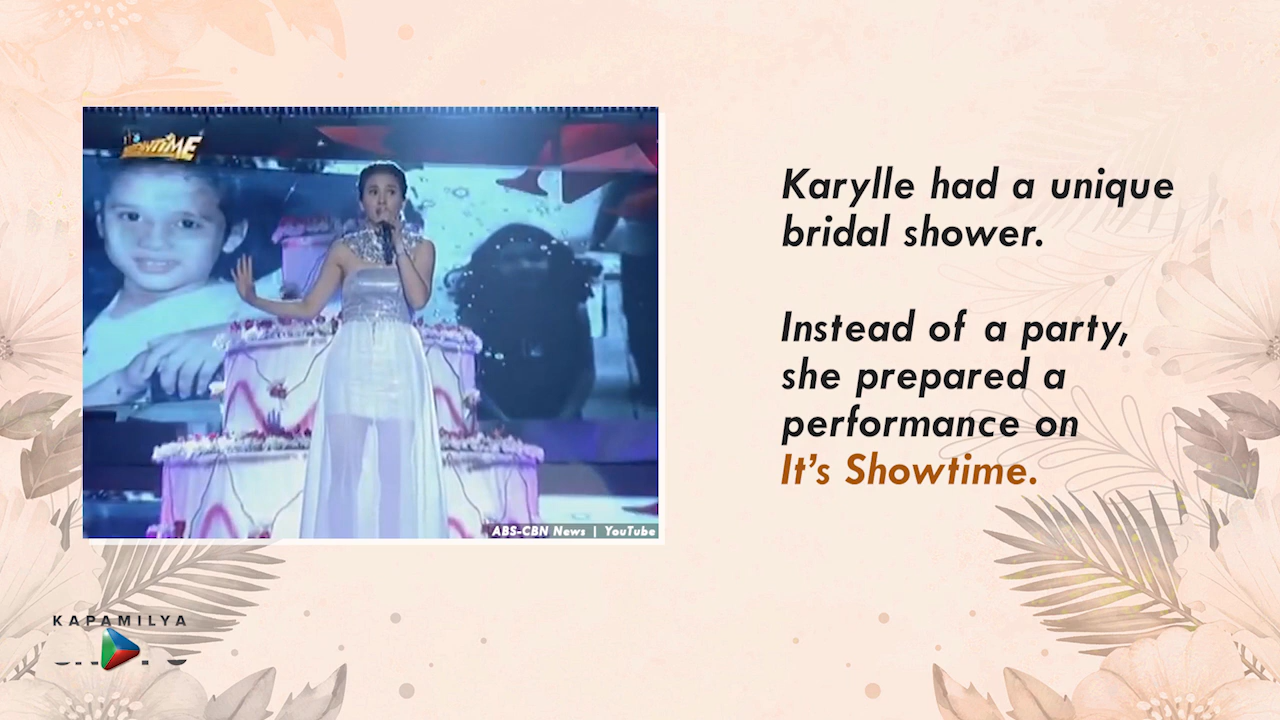 SHOWTIME
Karylle had a unique
bridal shower.
Instead of a party,
she prepared a
performance on
It's Showtime.
ABS-CBN News | YouTube
KAPAMILYA